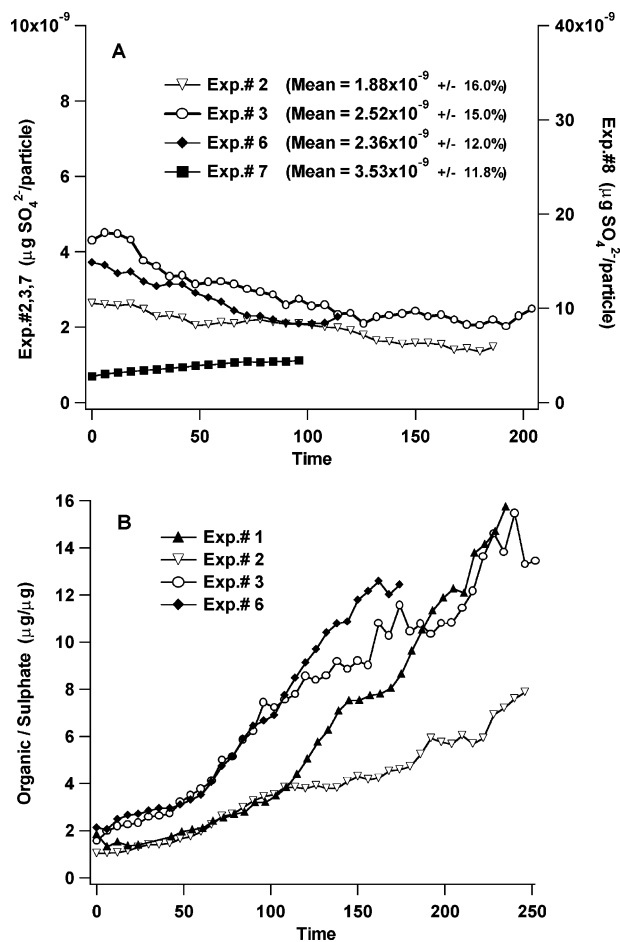 10x10⁻⁹
8
6
4
2
0
Exp.#2,3,7 (µg SO₄²⁻/particle)
A
Exp.# 2 (Mean = 1.88x10⁻⁹ +/- 16.0%)
Exp.# 3 (Mean = 2.52x10⁻⁹ +/- 15.0%)
Exp.# 6 (Mean = 2.36x10⁻⁹ +/- 12.0%)
Exp.# 7 (Mean = 3.53x10⁻⁹ +/- 11.8%)
40x10⁻⁹
30
20
10
0
Exp.#8 (µg SO₄²⁻/particle)
0 50 100 150 200
Time
16
14
12
10
8
6
4
2
0
Organic / Sulphate (µg/µg)
B
Exp.# 1
Exp.# 2
Exp.# 3
Exp.# 6
0 50 100 150 200 250
Time